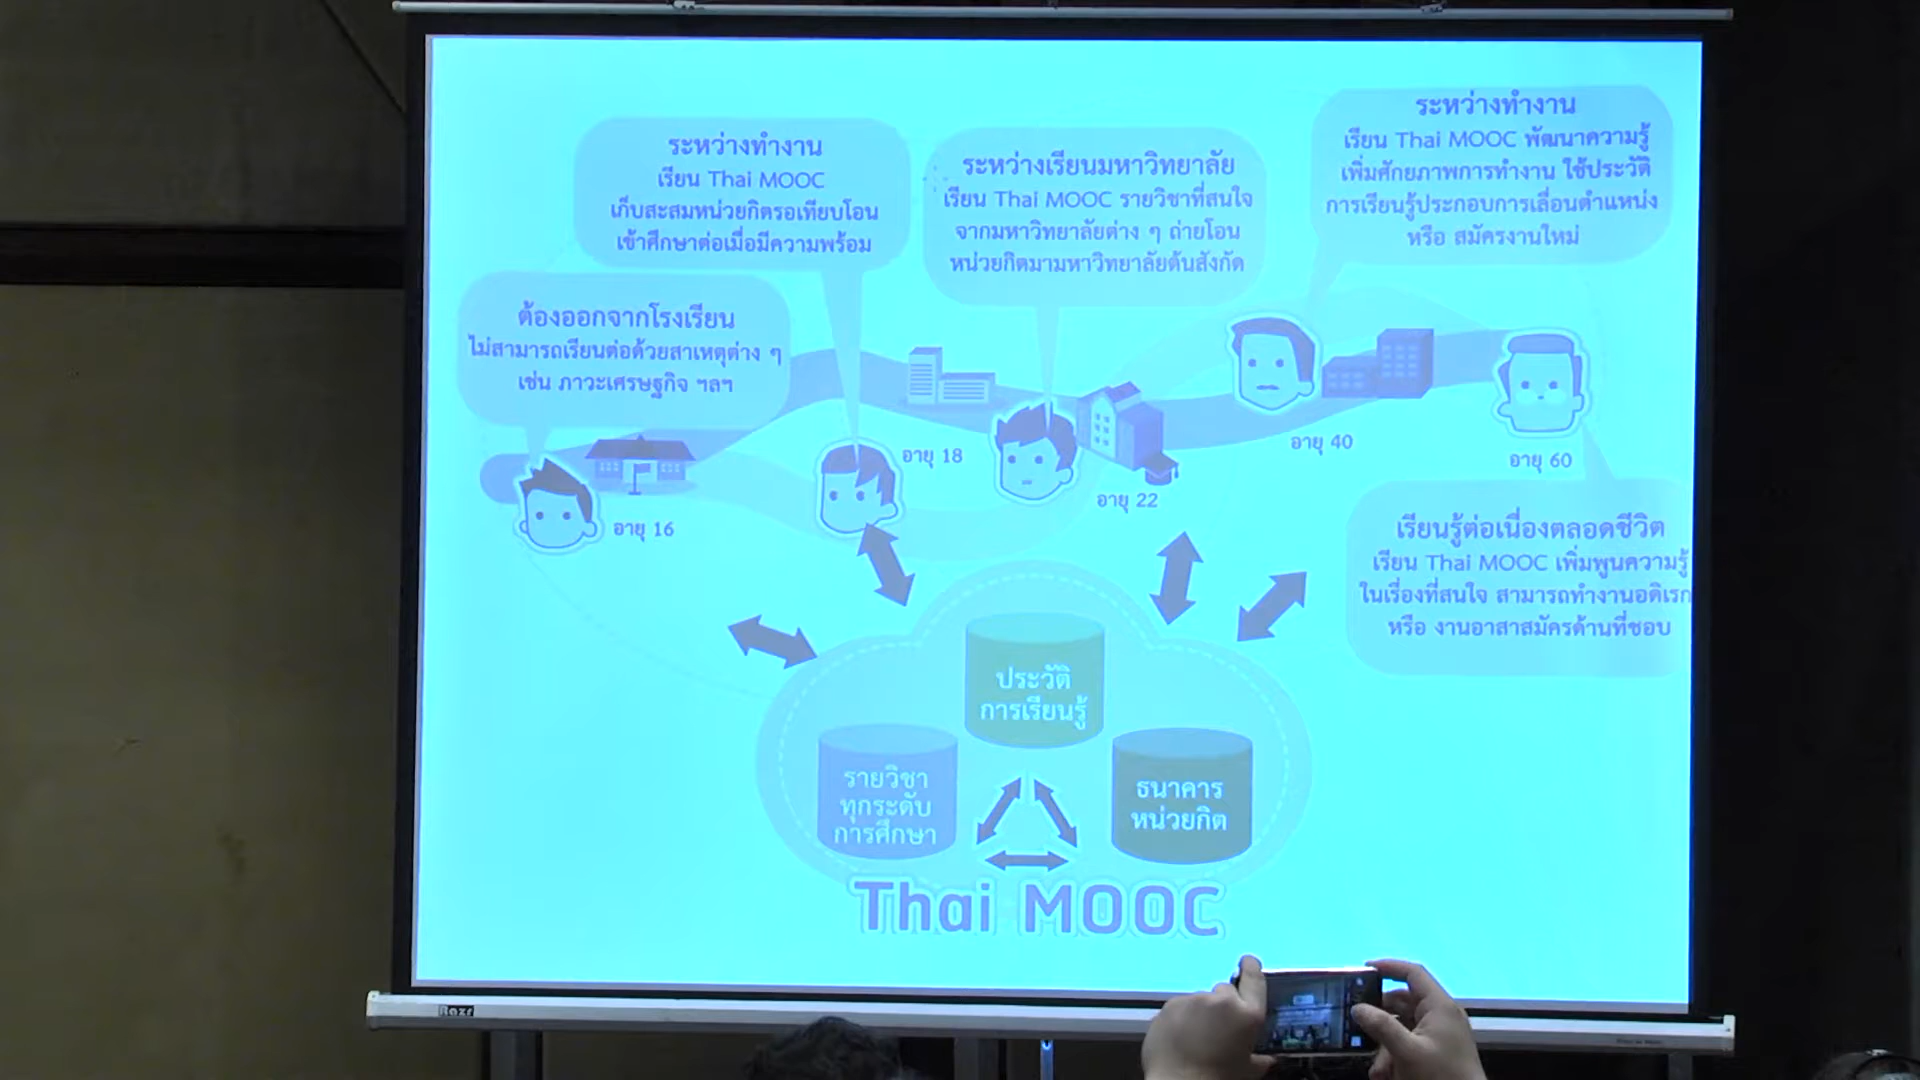 ต้องออกจากโรงเรียน
ไม่สามารถเรียนต่อด้วยสาเหตุต่าง ๆ
เช่น ภาวะเศรษฐกิจ ฯลฯ
อายุ 16
ระหว่างทำงาน
เรียน Thai MOOC
เก็บสะสมหน่วยกิตรอเทียบโอน
เข้าศึกษาต่อเมื่อมีความพร้อม
อายุ 18
ระหว่างเรียนมหาวิทยาลัย
เรียน Thai MOOC รายวิชาที่สนใจ
จากมหาวิทยาลัยต่าง ๆ ถ่ายโอน
หน่วยกิตมามหาวิทยาลัยต้นสังกัด
อายุ 22
ระหว่างทำงาน
เรียน Thai MOOC พัฒนาความรู้
เพิ่มศักยภาพการทำงาน ใช้ประวัติ
การเรียนรู้ประกอบการเลื่อนตำแหน่ง
หรือ สมัครงานใหม่
อายุ 40
อายุ 60
เรียนรู้ต่อเนื่องตลอดชีวิต
เรียน Thai MOOC เพิ่มพูนความรู้
ในเรื่องที่สนใจ สามารถทำงานอดิเรก
หรือ งานอาสาสมัครด้านที่ชอบ
ประวัติ
การเรียนรู้
รายวิชา
ทุกระดับ
การศึกษา
ธนาคาร
หน่วยกิต
Thai MOOC